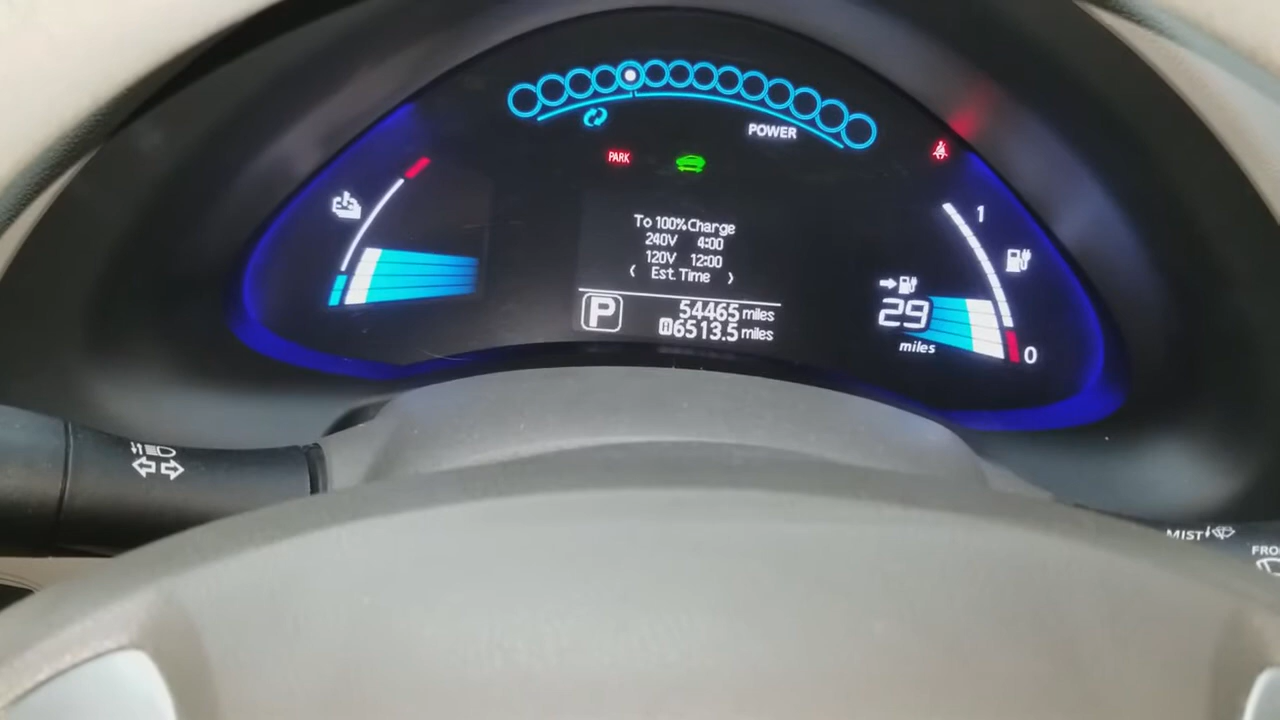 POWER
PARK
To 100% Charge
240V 4:00
120V 12:00
‹ Est. Time ›
P
54465 miles
6513.5 miles
1
29
miles
0
MIST
FRO